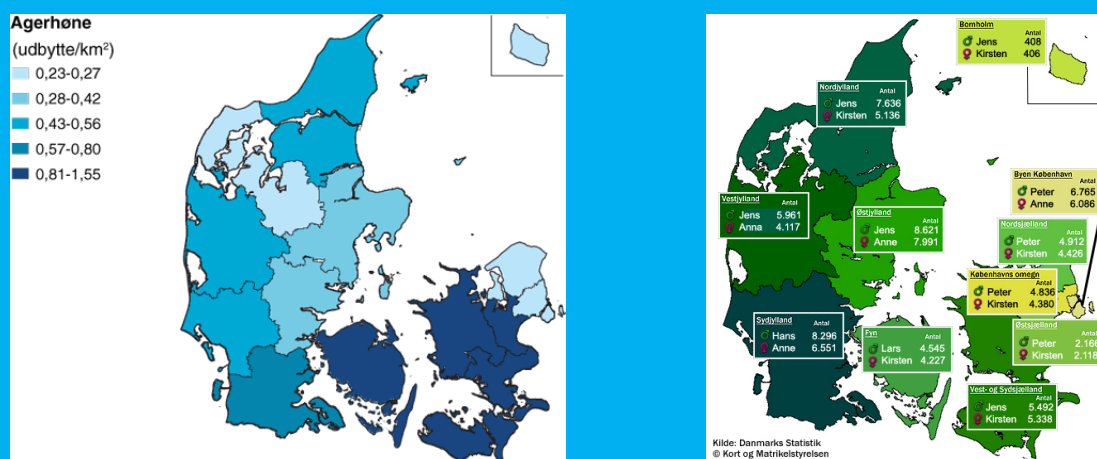 Agerhøne
(udbytte/km²)
0,23-0,27
0,28-0,42
0,43-0,56
0,57-0,80
0,81-1,55
Bornholm
Antal
Jens 408
Kirsten 406
Nordjylland
Antal
Jens 7.636
Kirsten 5.136
Byen København
Antal
Peter 6.765
Anne 6.086
Vestjylland
Antal
Jens 5.961
Anna 4.117
Østjylland
Antal
Jens 8.621
Anne 7.991
Nordsjælland
Antal
Peter 4.912
Kirsten 4.426
Københavns omegn
Antal
Peter 4.836
Kirsten 4.380
Sydjylland
Antal
Hans 8.296
Anne 6.551
Fyn
Antal
Lars 4.545
Kirsten 4.227
Østsjælland
Antal
Peter 2.166
Kirsten 2.118
Vest- og Sydsjælland
Antal
Jens 5.492
Kirsten 5.338
Kilde: Danmarks Statistik
© Kort og Matrikelstyrelsen